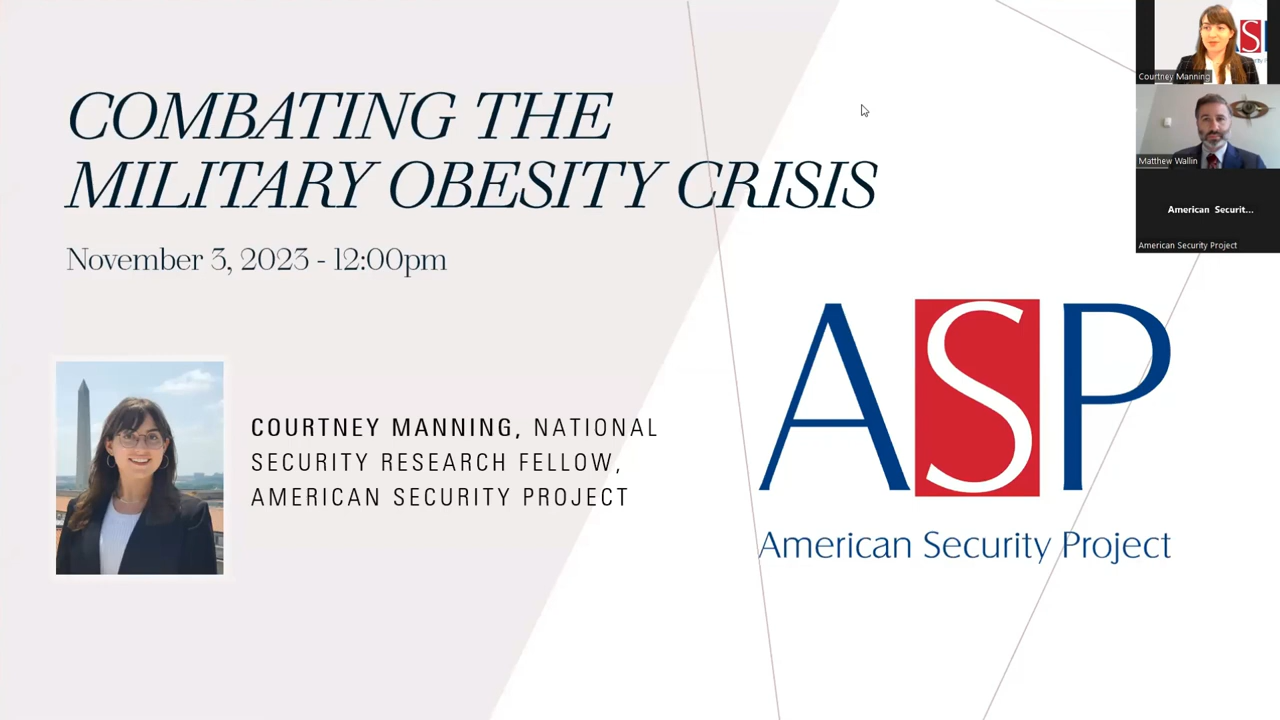 COMBATING THE
MILITARY OBESITY CRISIS
November 3, 2023 - 12:00pm
COURTNEY MANNING, NATIONAL
SECURITY RESEARCH FELLOW,
AMERICAN SECURITY PROJECT
ASP
American Security Project
Courtney Manning
Matthew Wallin
American Securit...
American Security Project